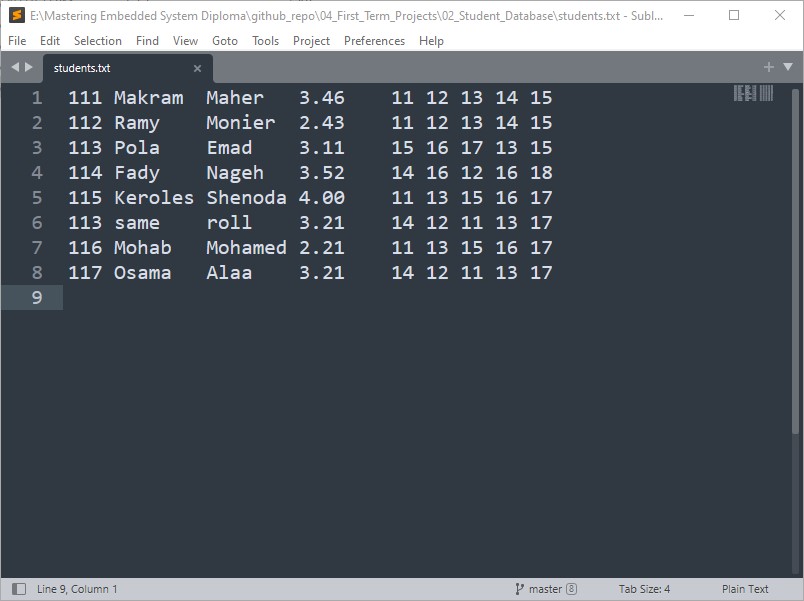 E:\Mastering Embedded System Diploma\github_repo\04_First_Term_Projects\02_Student_Database\students.txt - Subl...
File Edit Selection Find View Goto Tools Project Preferences Help
students.txt
1 111 Makram Maher 3.46 11 12 13 14 15
2 112 Ramy Monier 2.43 11 12 13 14 15
3 113 Pola Emad 3.11 15 16 17 13 15
4 114 Fady Nageh 3.52 14 16 12 16 18
5 115 Keroles Shenoda 4.00 11 13 15 16 17
6 113 same roll 3.21 14 12 11 13 17
7 116 Mohab Mohamed 2.21 11 13 15 16 17
8 117 Osama Alaa 3.21 14 12 11 13 17
9
Line 9, Column 1 master 8 Tab Size: 4 Plain Text